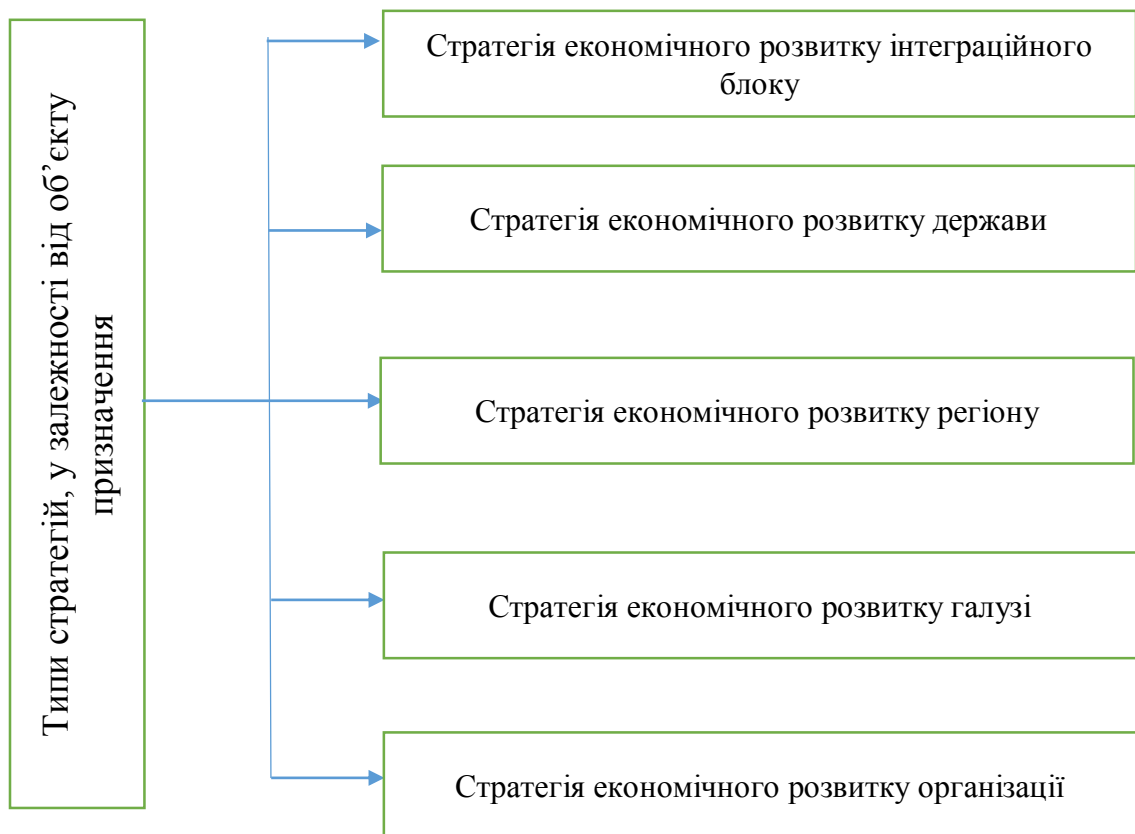 Типи стратегій, у залежності від об’єкту
призначення
Стратегія економічного розвитку інтеграційного
блоку
Стратегія економічного розвитку держави
Стратегія економічного розвитку регіону
Стратегія економічного розвитку галузі
Стратегія економічного розвитку організації